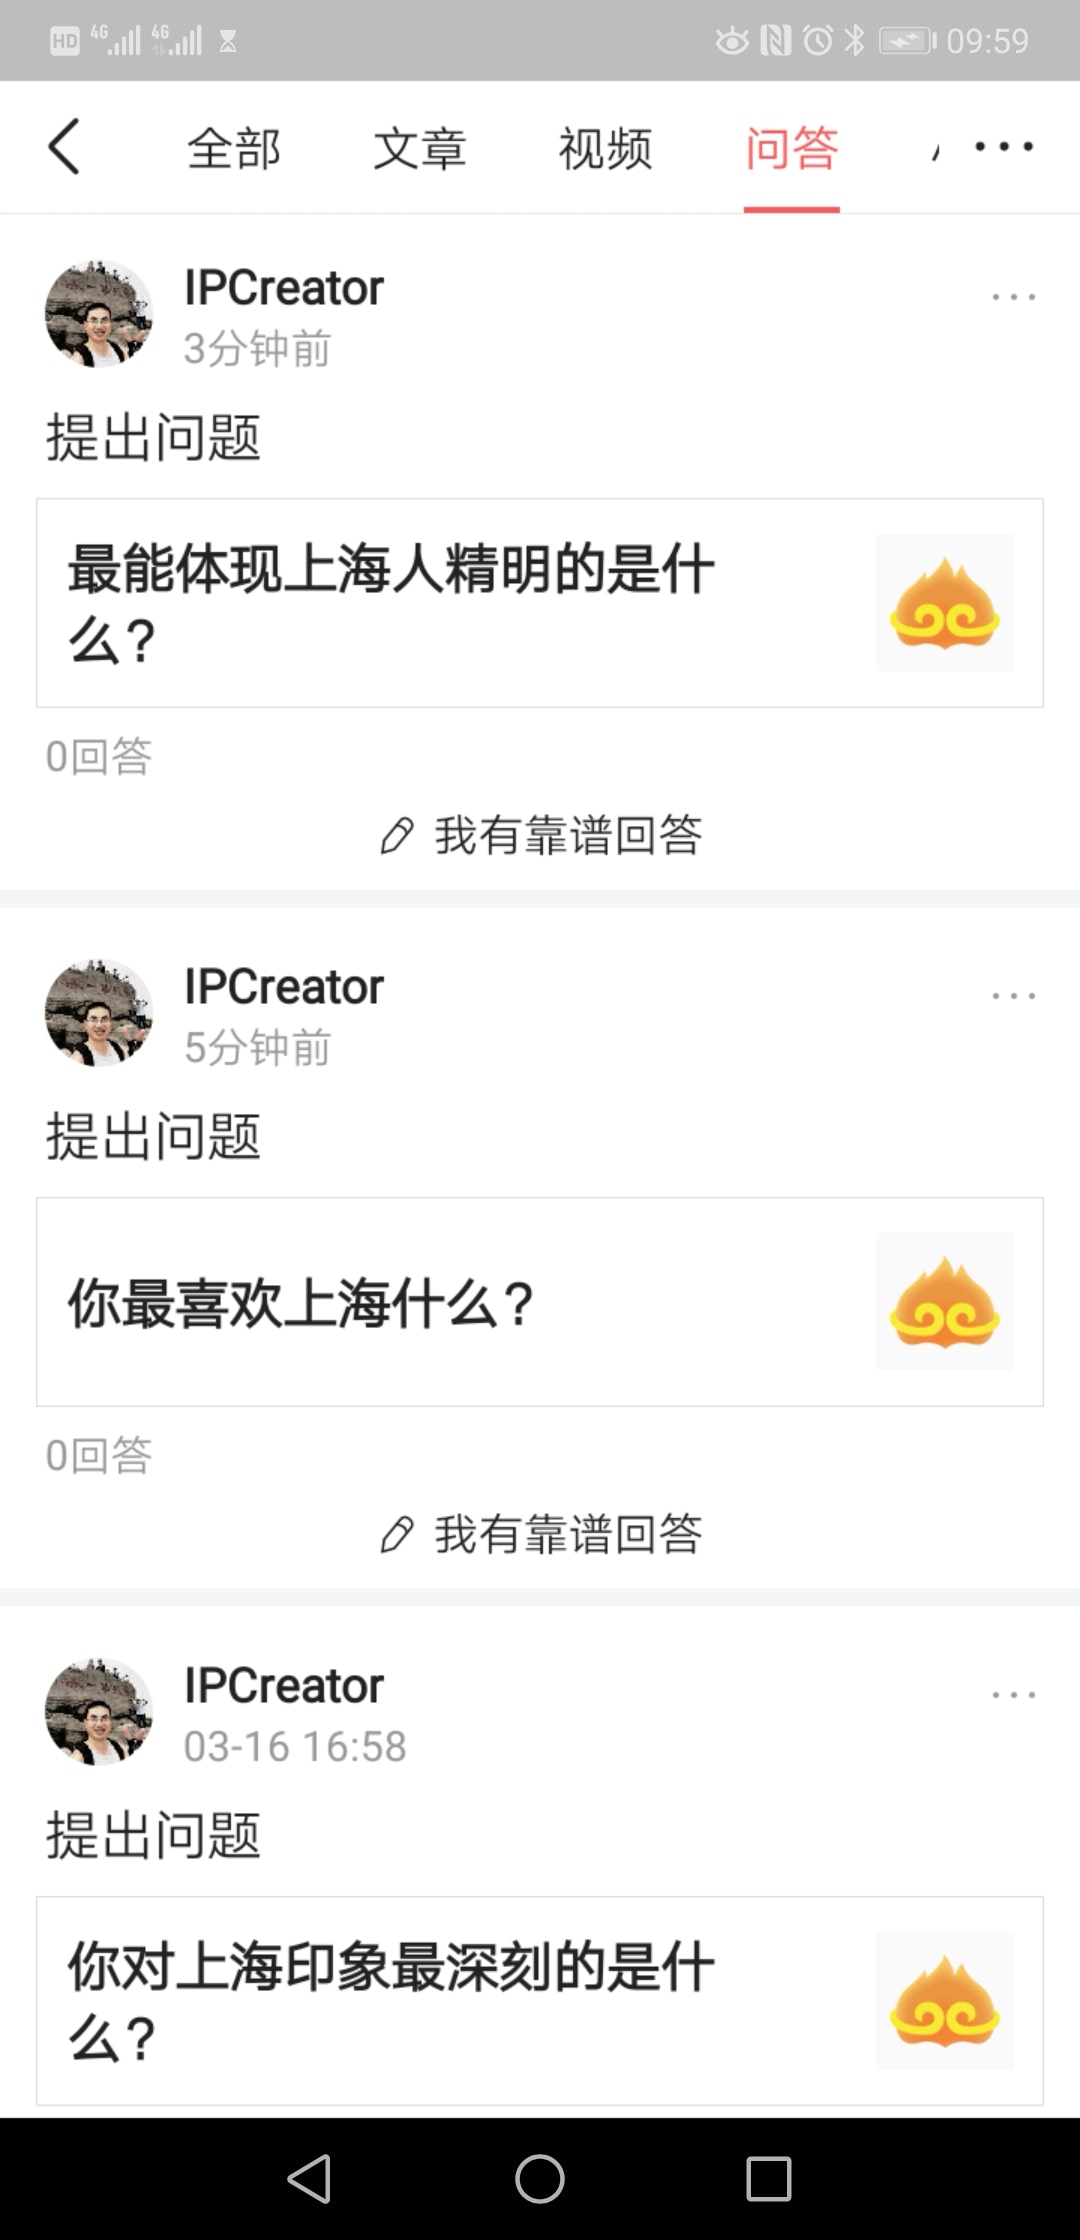 HD 4G 4G 09:59
全部 文章 视频 问答
IPCreator
3分钟前
提出问题
最能体现上海人精明的是什
么?
0回答
我有靠谱回答
IPCreator
5分钟前
提出问题
你最喜欢上海什么?
0回答
我有靠谱回答
IPCreator
03-16 16:58
提出问题
你对上海印象最深刻的是什
么?